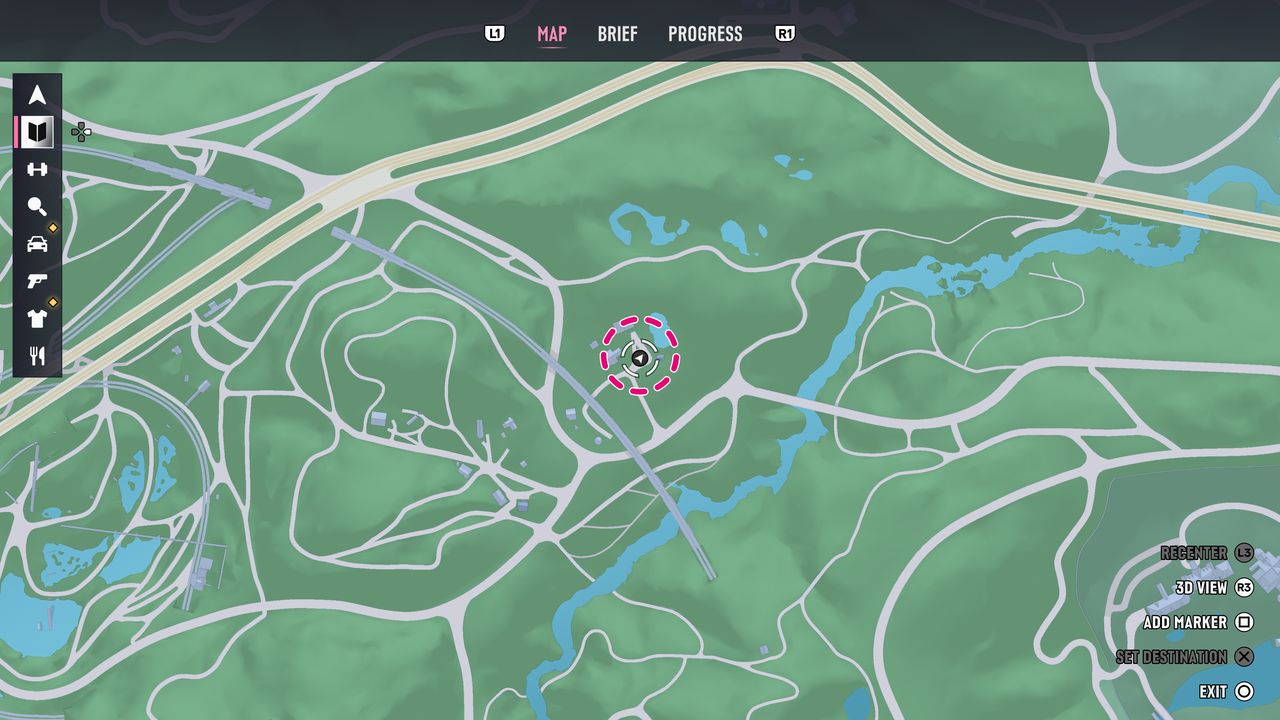 L1 MAP BRIEF PROGRESS R1
RECENTER L3
3D VIEW R3
ADD MARKER
SET DESTINATION
EXIT